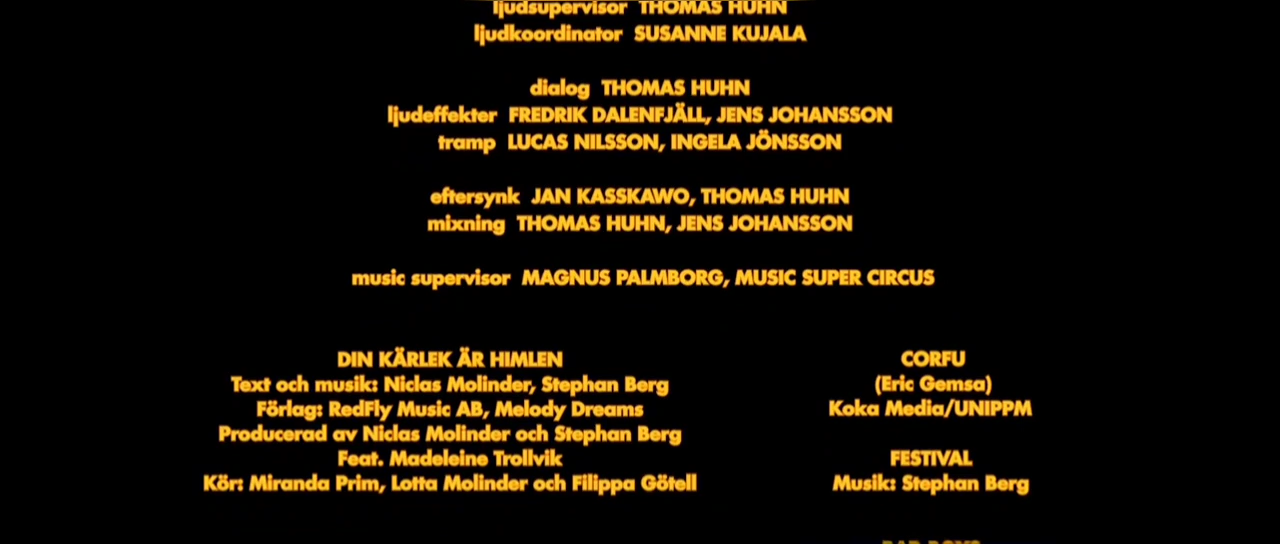 ljudsupervisor THOMAS HUHN
ljudkoordinator SUSANNE KUJALA
dialog THOMAS HUHN
ljudeffekter FREDRIK DALENFJÄLL, JENS JOHANSSON
tramp LUCAS NILSSON, INGELA JÖNSSON
eftersynk JAN KASSKAWO, THOMAS HUHN
mixning THOMAS HUHN, JENS JOHANSSON
music supervisor MAGNUS PALMBORG, MUSIC SUPER CIRCUS
DIN KÄRLEK ÄR HIMLEN
Text och musik: Niclas Molinder, Stephan Berg
Förlag: RedFly Music AB, Melody Dreams
Producerad av Niclas Molinder och Stephan Berg
Feat. Madeleine Trollvik
Kör: Miranda Prim, Lotta Molinder och Filippa Götell
CORFU
(Eric Gemsa)
Koka Media/UNIPPM
FESTIVAL
Musik: Stephan Berg